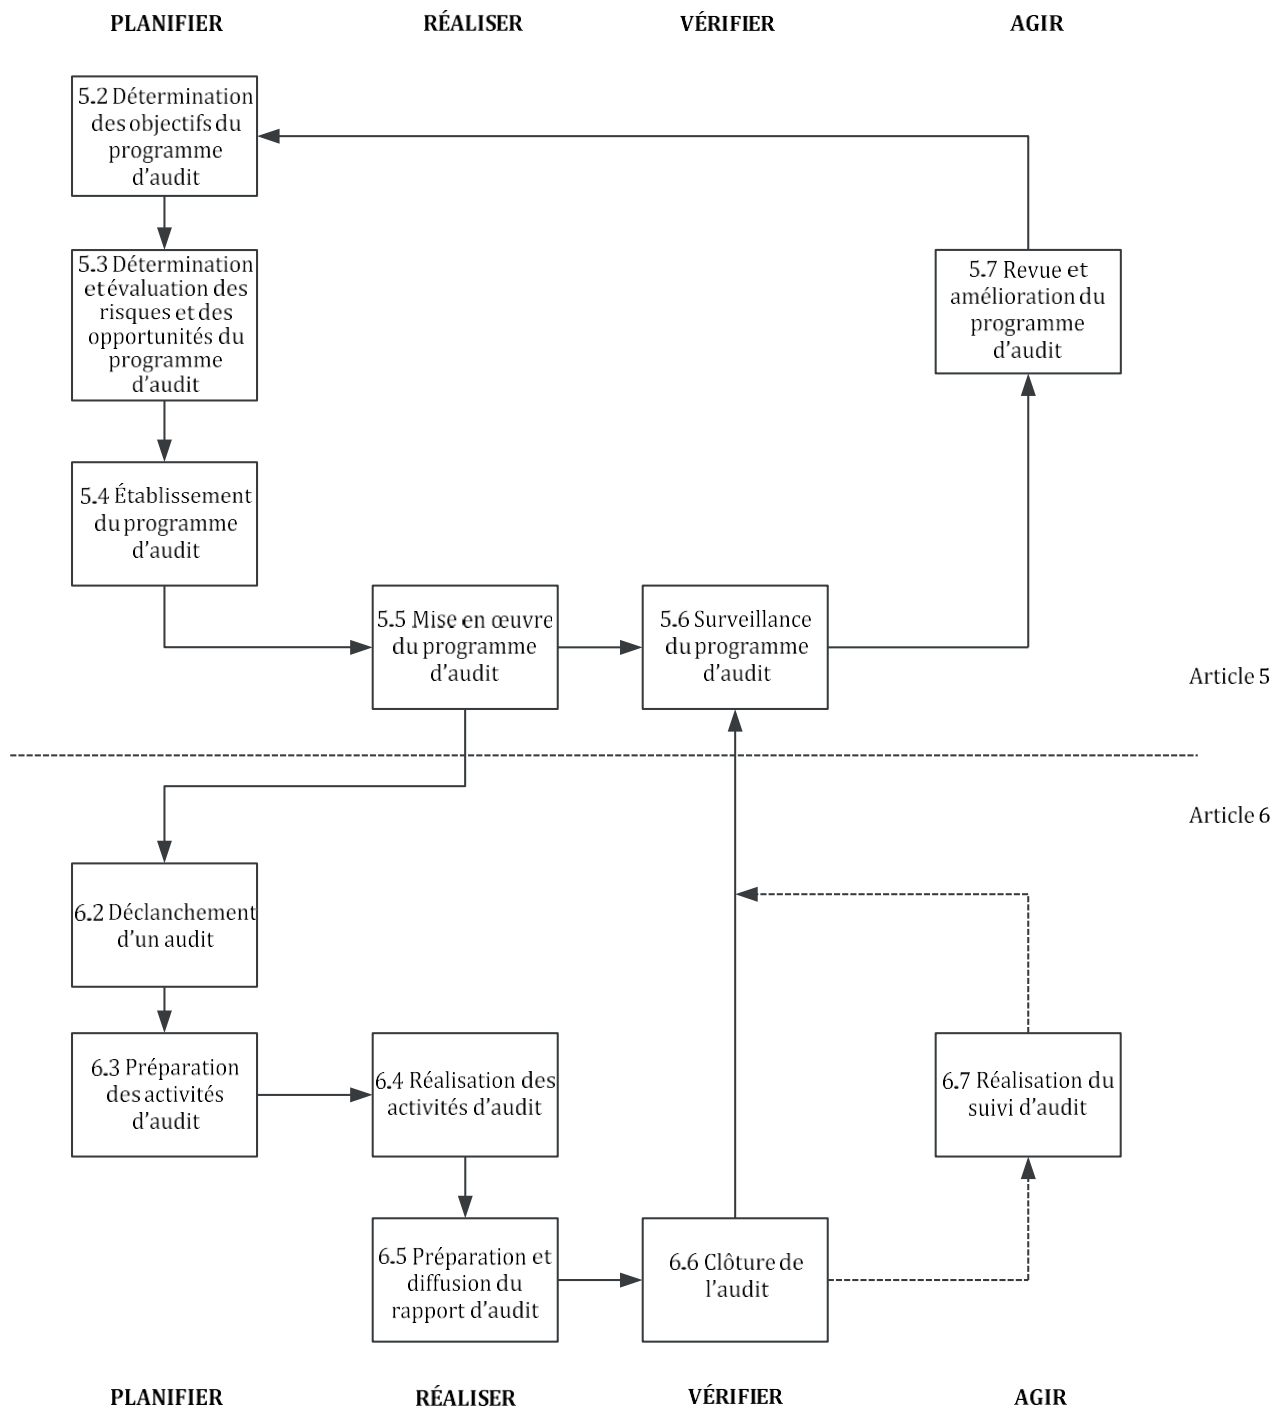 PLANIFIER
RÉALISER
VÉRIFIER
AGIR
5.2 Détermination
des objectifs du
programme
d'audit
5.3 Détermination
et évaluation des
risques et des
opportunités du
programme
d'audit
5.7 Revue et
amélioration du
programme
d'audit
5.4 Établissement
du programme
d'audit
5.5 Mise en œuvre
du programme
d'audit
5.6 Surveillance
du programme
d'audit
Article 5
Article 6
6.2 Déclanchement
d'un audit
6.3 Préparation
des activités
d'audit
6.4 Réalisation des
activités d'audit
6.7 Réalisation du
suivi d'audit
6.5 Préparation et
diffusion du
rapport d'audit
6.6 Clôture de
l'audit
PLANIFIER
RÉALISER
VÉRIFIER
AGIR